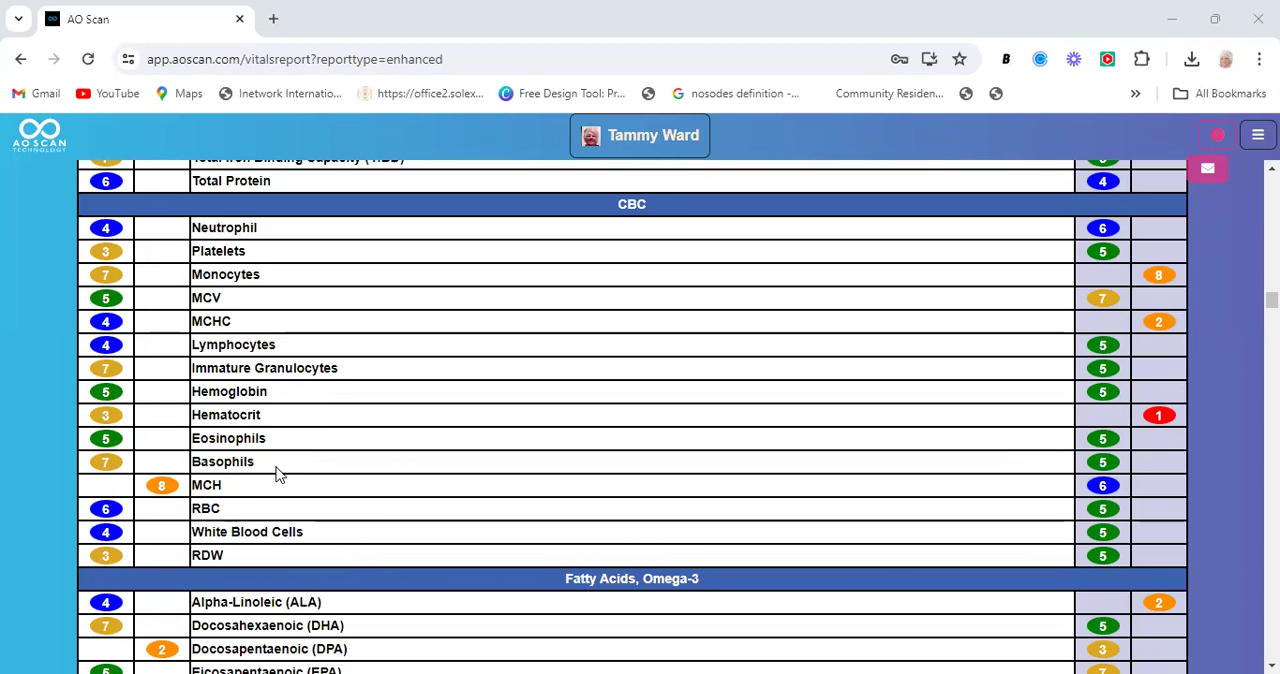 AO Scan
app.aoscan.com/vitalsreport?reporttype=enhanced
Gmail YouTube Maps Inetwork Internatio... https://office2.solex... Free Design Tool: Pr... nosodes definition -... Community Residen... » All Bookmarks
AO SCAN
TECHNOLOGY
Tammy Ward
6 Total Protein 4
CBC
4 Neutrophil 6
3 Platelets 5
7 Monocytes 8
5 MCV 7
4 MCHC 2
4 Lymphocytes 5
7 Immature Granulocytes 5
5 Hemoglobin 5
3 Hematocrit 1
5 Eosinophils 5
7 Basophils 5
8 MCH 6
6 RBC 5
4 White Blood Cells 5
3 RDW 5
Fatty Acids, Omega-3
4 Alpha-Linoleic (ALA) 2
7 Docosahexaenoic (DHA) 5
2 Docosapentaenoic (DPA) 3
5 Eicosapentaenoic (EPA) 7